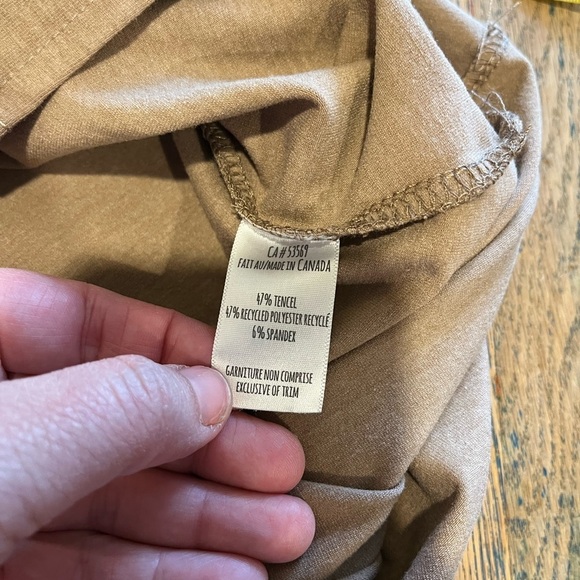 CA# 53569
FAIT AU/MADE IN CANADA
47% TENCEL
47% RECYCLED POLYESTER RECYCLÉ
6% SPANDEX
GARNITURE NON COMPRISE
EXCLUSIVE OF TRIM